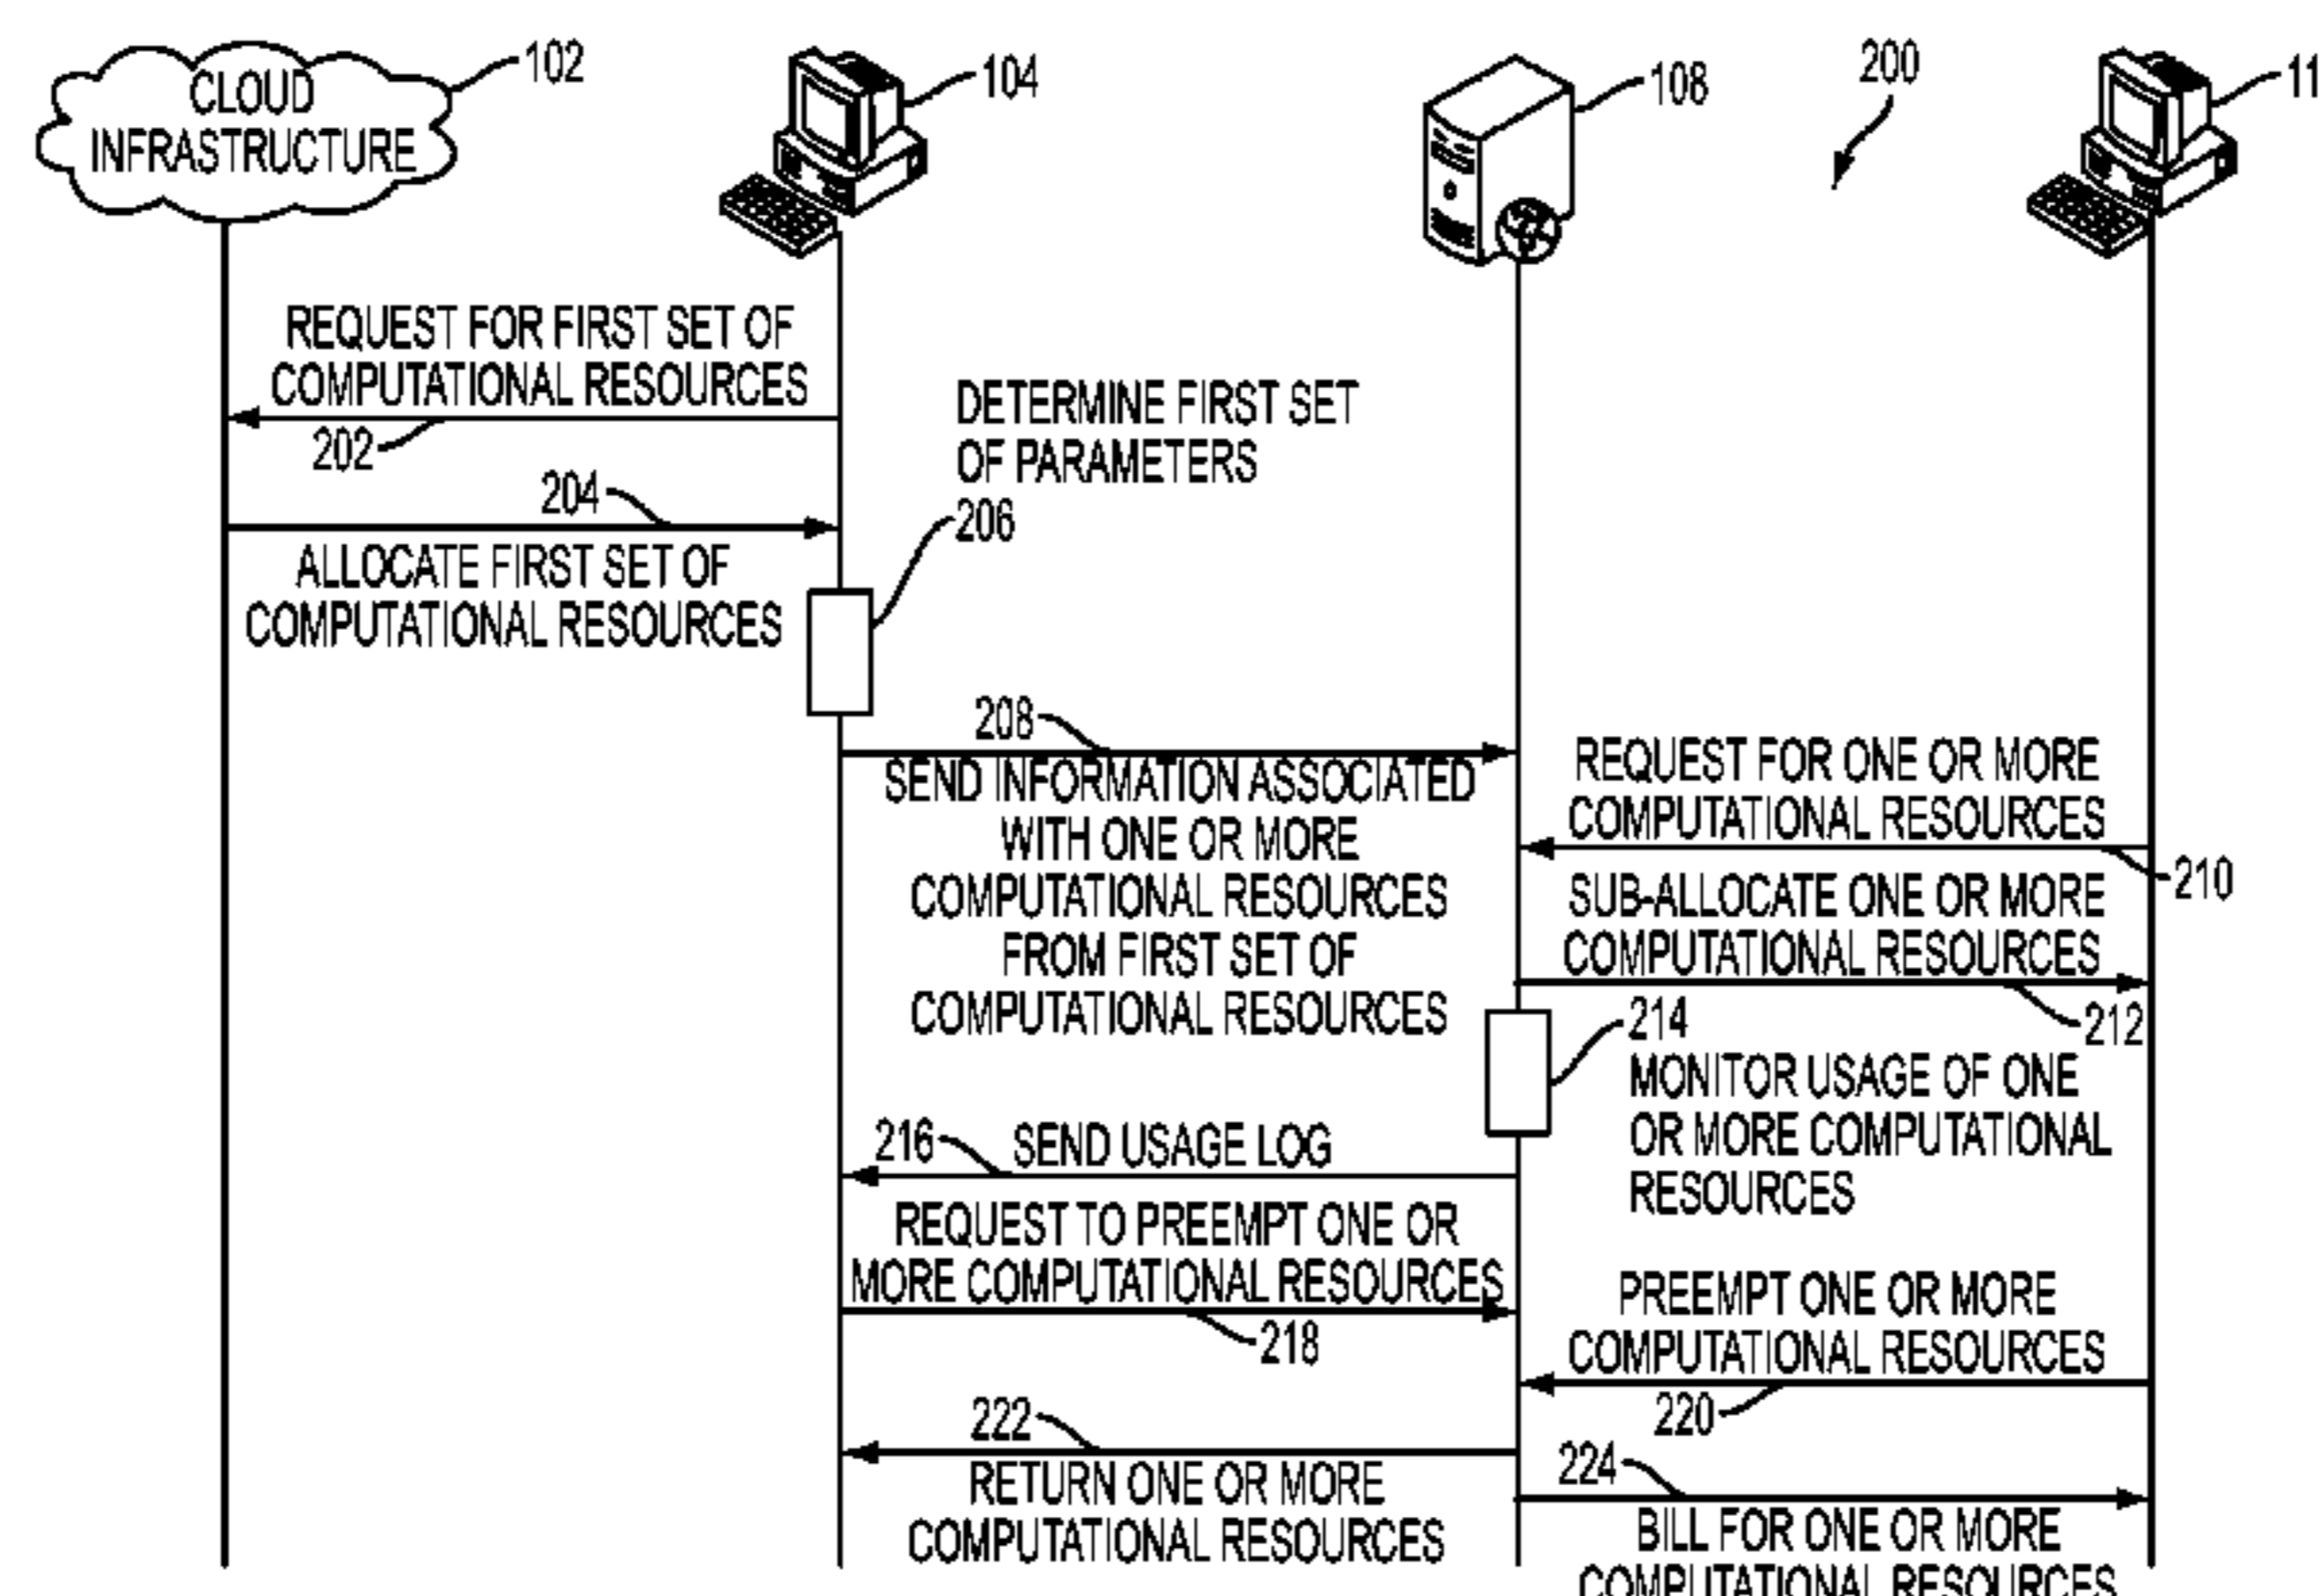 CLOUD
INFRASTRUCTURE
102
104
108
200
11
REQUEST FOR FIRST SET OF
COMPUTATIONAL RESOURCES
202
204
ALLOCATE FIRST SET OF
COMPUTATIONAL RESOURCES
DETERMINE FIRST SET
OF PARAMETERS
206
208
SEND INFORMATION ASSOCIATED
WITH ONE OR MORE
COMPUTATIONAL RESOURCES
FROM FIRST SET OF
COMPUTATIONAL RESOURCES
REQUEST FOR ONE OR MORE
COMPUTATIONAL RESOURCES
210
SUB-ALLOCATE ONE OR MORE
COMPUTATIONAL RESOURCES
212
214
MONITOR USAGE OF ONE
OR MORE COMPUTATIONAL
RESOURCES
216
SEND USAGE LOG
REQUEST TO PREEMPT ONE OR
MORE COMPUTATIONAL RESOURCES
218
PREEMPT ONE OR MORE
COMPUTATIONAL RESOURCES
220
222
RETURN ONE OR MORE
COMPUTATIONAL RESOURCES
224
BILL FOR ONE OR MORE
COMPUTATIONAL RESOURCES